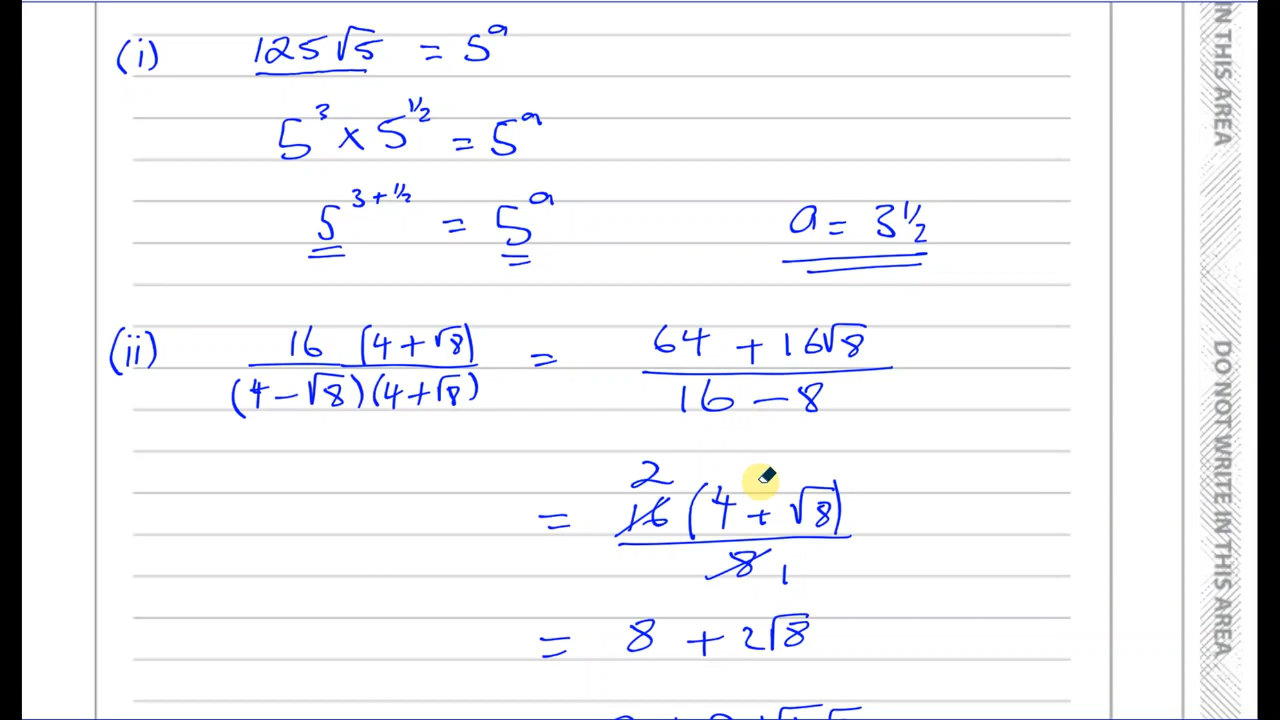 (i) 125√5 = 5^a
5^3 × 5^1/2 = 5^a
5^3+1/2 = 5^a a = 3 1/2
(ii) 16 (4+√8) / (4-√8)(4+√8) = 64 + 16√8 / 16 - 8
= 2 16 (4 + √8) / 8 1
= 8 + 2√8
IN THIS AREA
DO NOT WRITE IN THIS AREA